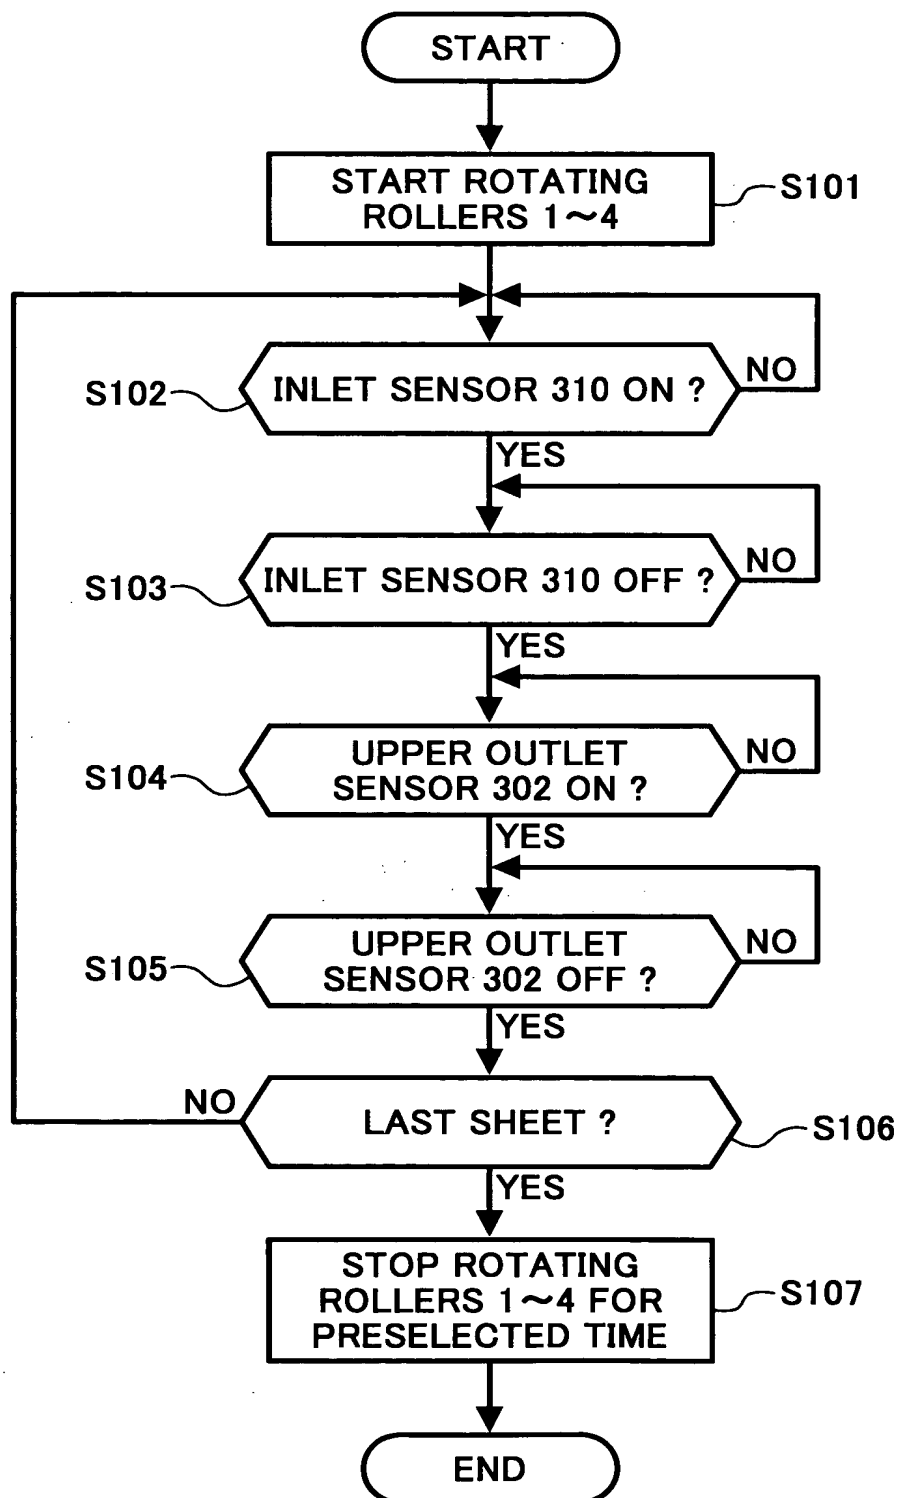 START
START ROTATING
ROLLERS 1～4
S101
INLET SENSOR 310 ON ?
NO
S102
YES
INLET SENSOR 310 OFF ?
NO
S103
YES
UPPER OUTLET
SENSOR 302 ON ?
NO
S104
YES
UPPER OUTLET
SENSOR 302 OFF ?
NO
S105
YES
NO
LAST SHEET ?
S106
YES
STOP ROTATING
ROLLERS 1～4 FOR
PRESELECTED TIME
S107
END